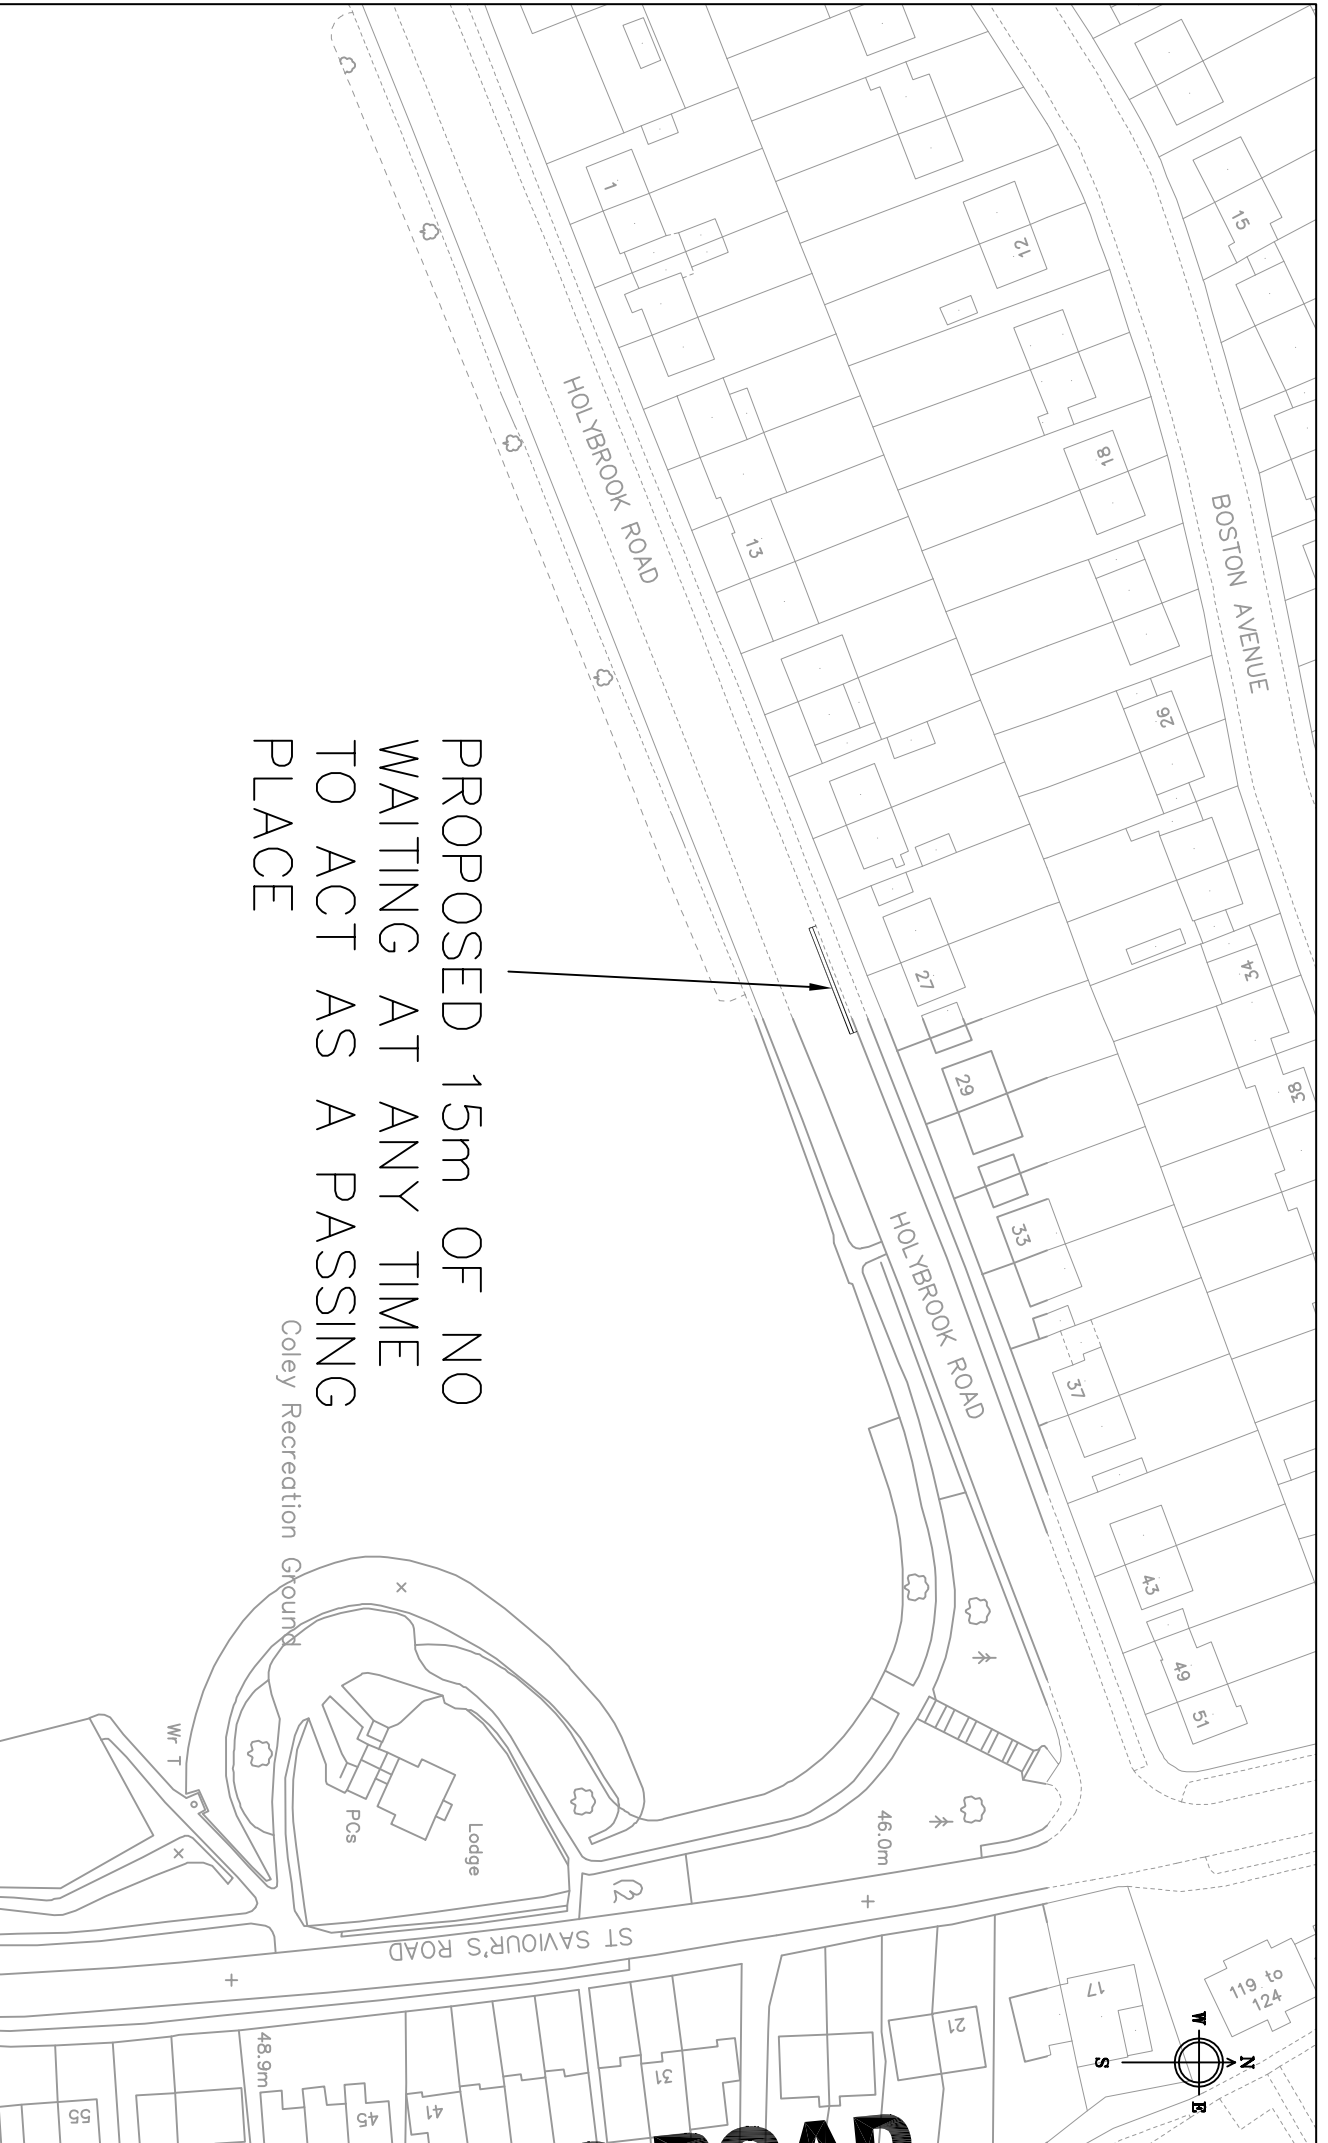 PROPOSED 15m OF NO
WAITING AT ANY TIME
TO ACT AS A PASSING
PLACE
HOLYBROOK ROAD
HOLYBROOK ROAD
BOSTON AVENUE
ST SAVIOUR'S ROAD
Coley Recreation Ground
Lodge
PCs
Wr T
46.0m
48.9m
1
13
27
29
33
37
43
49
51
12
15
18
26
34
38
17
21
31
41
45
55
119 to
124
N
E
S
W
ROAD